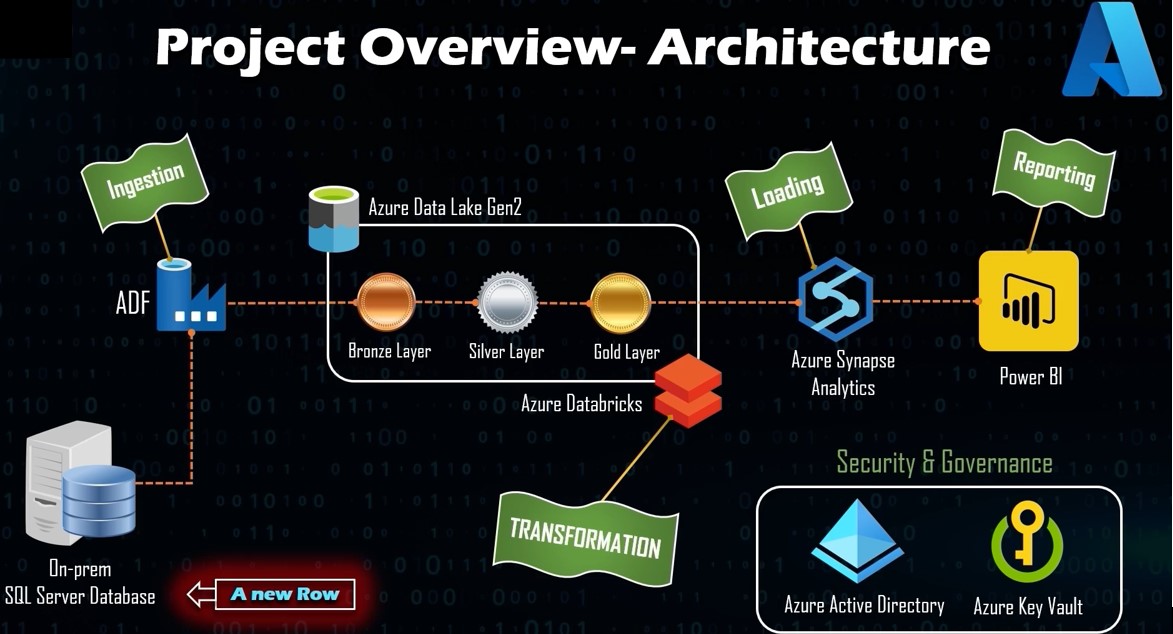 Project Overview- Architecture
Ingestion
Loading
Reporting
Azure Data Lake Gen2
ADF
Bronze Layer
Silver Layer
Gold Layer
Azure Synapse
Analytics
Power BI
Azure Databricks
Security & Governance
TRANSFORMATION
On-prem
SQL Server Database
A new Row
Azure Active Directory
Azure Key Vault